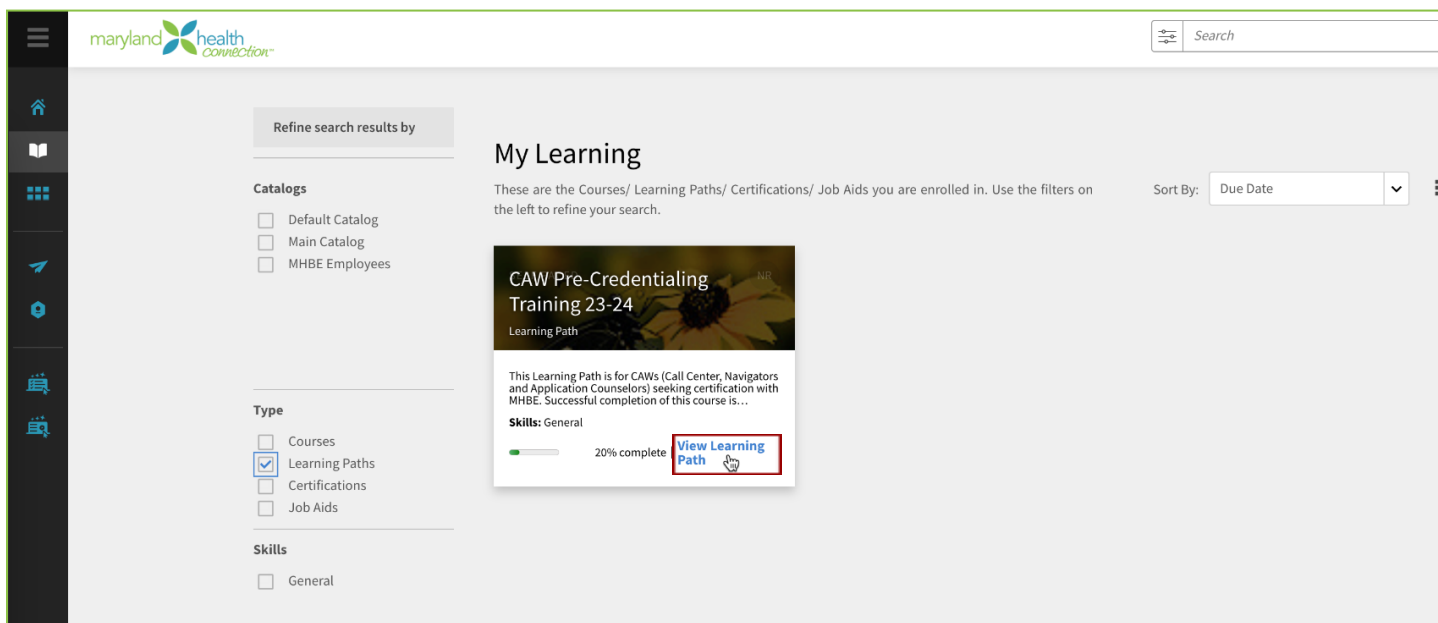 maryland health
connection
Search
Refine search results by
My Learning
These are the Courses/ Learning Paths/ Certifications/ Job Aids you are enrolled in. Use the filters on
the left to refine your search.
Sort By: Due Date
Catalogs
Default Catalog
Main Catalog
MHBE Employees
CAW Pre-Credentialing
Training 23-24
NR
Learning Path
This Learning Path is for CAWs (Call Center, Navigators
and Application Counselors) seeking certification with
MHBE. Successful completion of this course is…
Skills: General
20% complete
View Learning
Path
Type
Courses
Learning Paths
Certifications
Job Aids
Skills
General